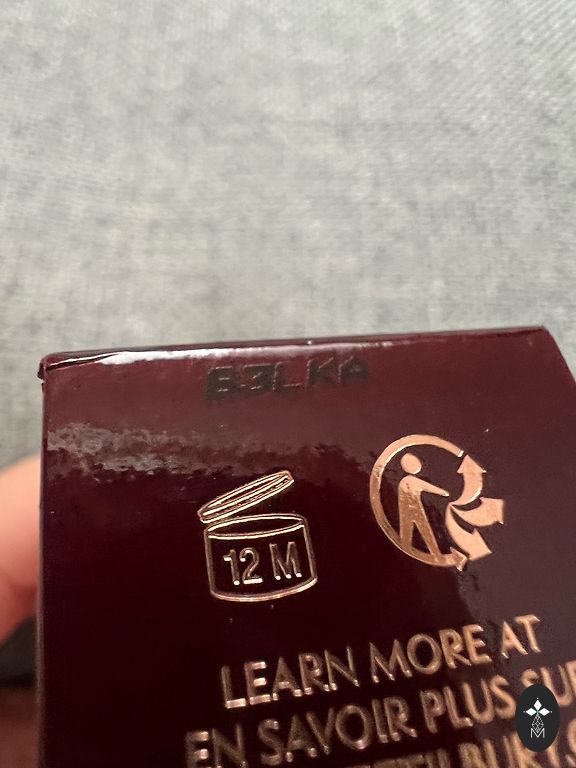 B3LKA
12 M
LEARN MORE AT
EN SAVOIR PLUS SUR